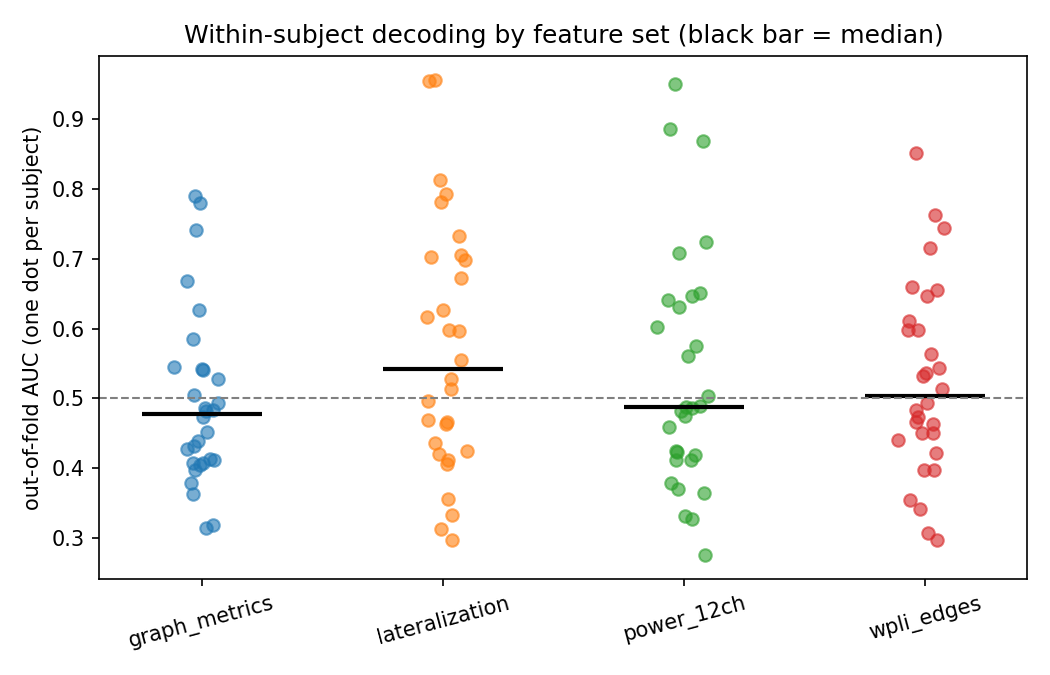 Within-subject decoding by feature set (black bar = median)
out-of-fold AUC (one dot per subject)
0.9
0.8
0.7
0.6
0.5
0.4
0.3
graph_metrics
lateralization
power_12ch
wpli_edges